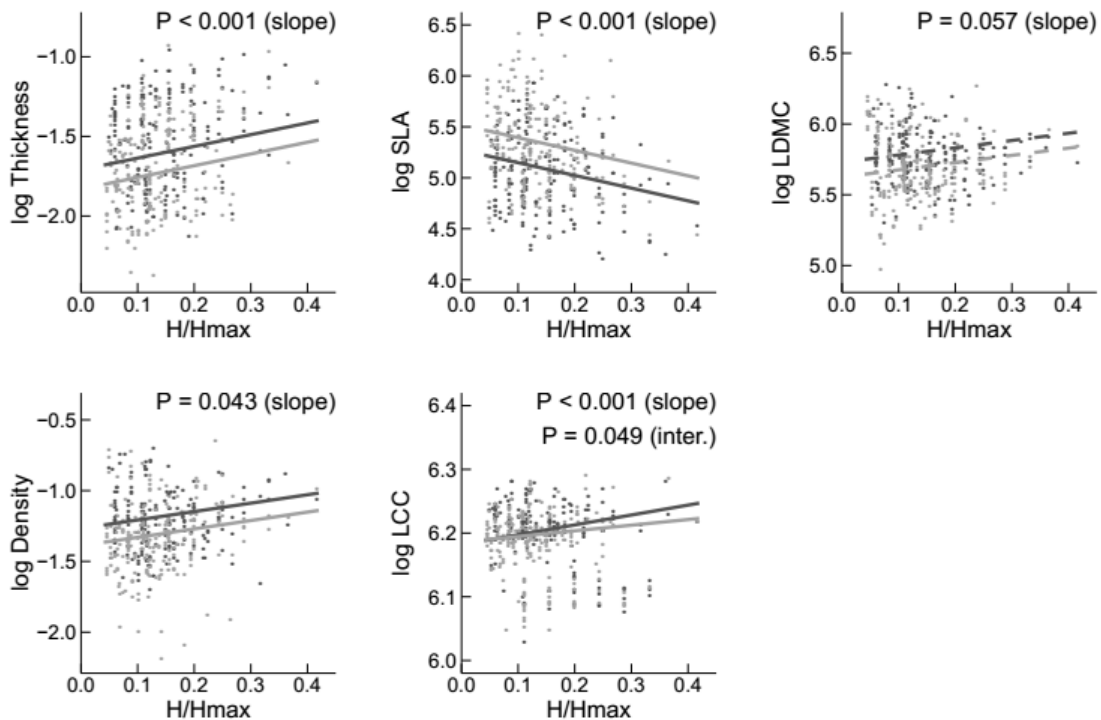 P < 0.001 (slope)
log Thickness
−1.0
−1.5
−2.0
0.0 0.1 0.2 0.3 0.4
H/Hmax
P < 0.001 (slope)
log SLA
6.5
6.0
5.5
5.0
4.5
4.0
0.0 0.1 0.2 0.3 0.4
H/Hmax
P = 0.057 (slope)
log LDMC
6.5
6.0
5.5
5.0
0.0 0.1 0.2 0.3 0.4
H/Hmax
P = 0.043 (slope)
log Density
−0.5
−1.0
−1.5
−2.0
0.0 0.1 0.2 0.3 0.4
H/Hmax
P < 0.001 (slope)
P = 0.049 (inter.)
log LCC
6.4
6.3
6.2
6.1
6.0
0.0 0.1 0.2 0.3 0.4
H/Hmax